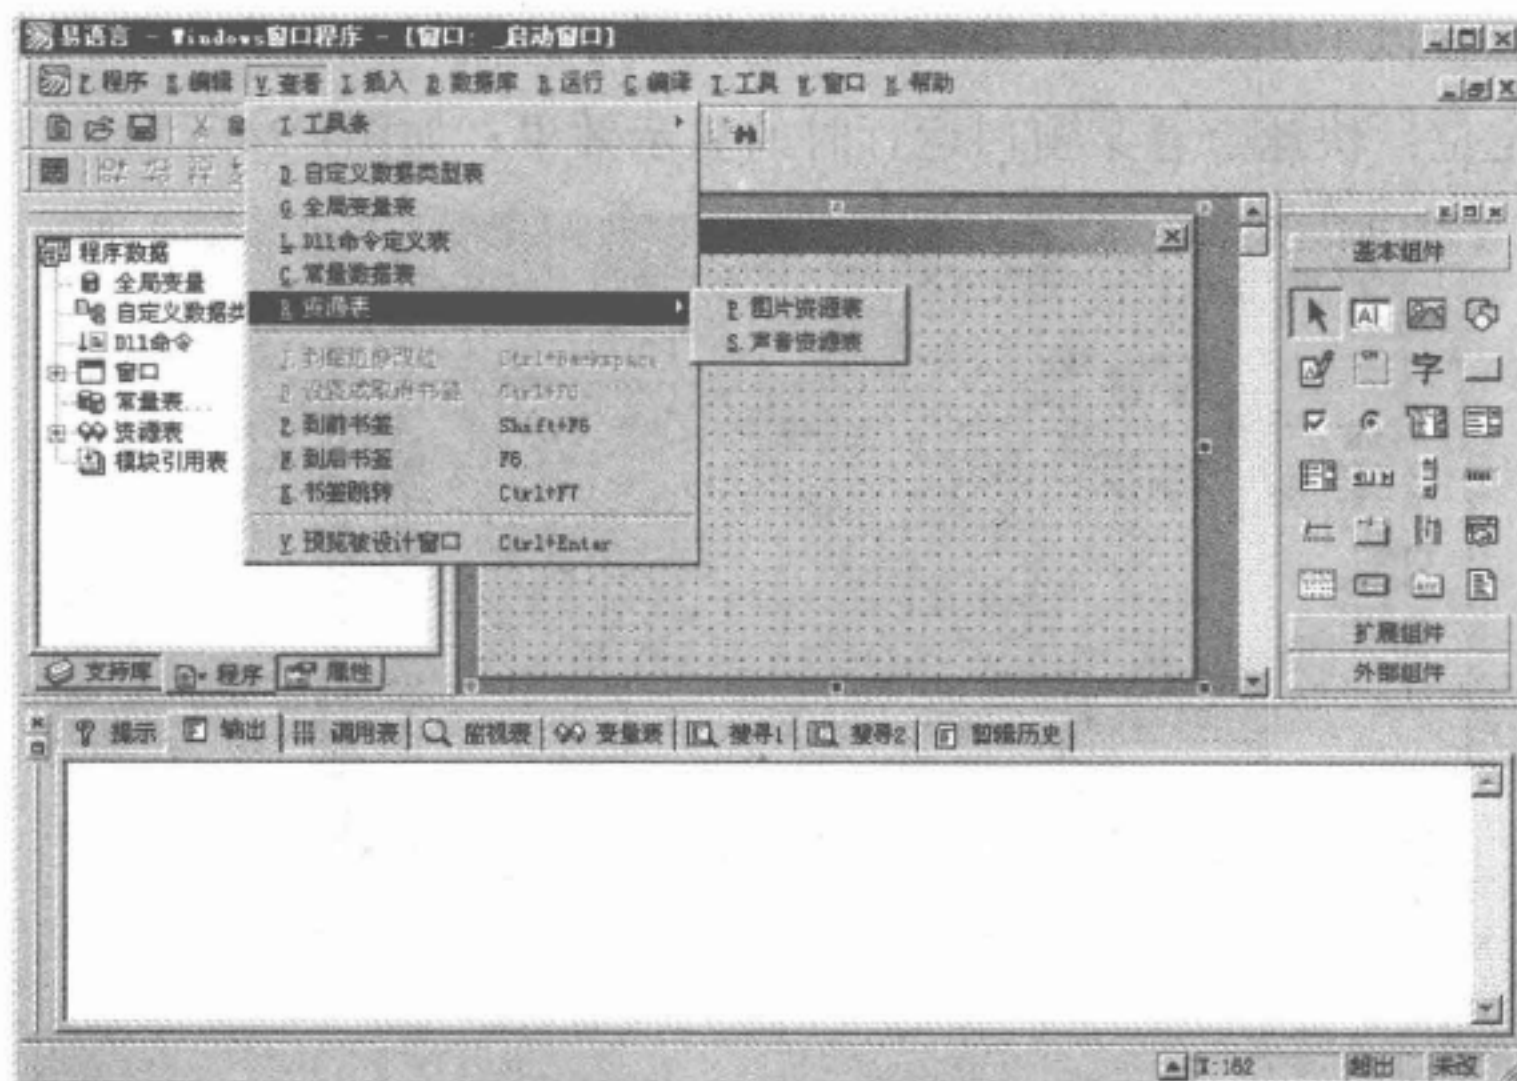 易语言 - Windows窗口程序 - [窗口: _启动窗口]
P.程序 E.编辑 V.查看 I.插入 B.数据库 R.运行 C.编译 T.工具 W.窗口 H.帮助
T.工具条
D.自定义数据类型表
G.全局变量表
L.Dll命令定义表
C.常量数据表
R.资源表
P.图片资源表
S.声音资源表
Ctrl+Backspace
P.到前书签 Shift+F6
N.到后书签 F6
K.书签跳转 Ctrl+F7
V.预览被设计窗口 Ctrl+Enter
程序数据
全局变量
自定义数据类
Dll命令
窗口
常量表...
资源表
模块引用表
支持库 程序 属性
基本组件
扩展组件
外部组件
提示 输出 调用表 监视表 变量表 搜寻1 搜寻2 剪辑历史
超出 未改